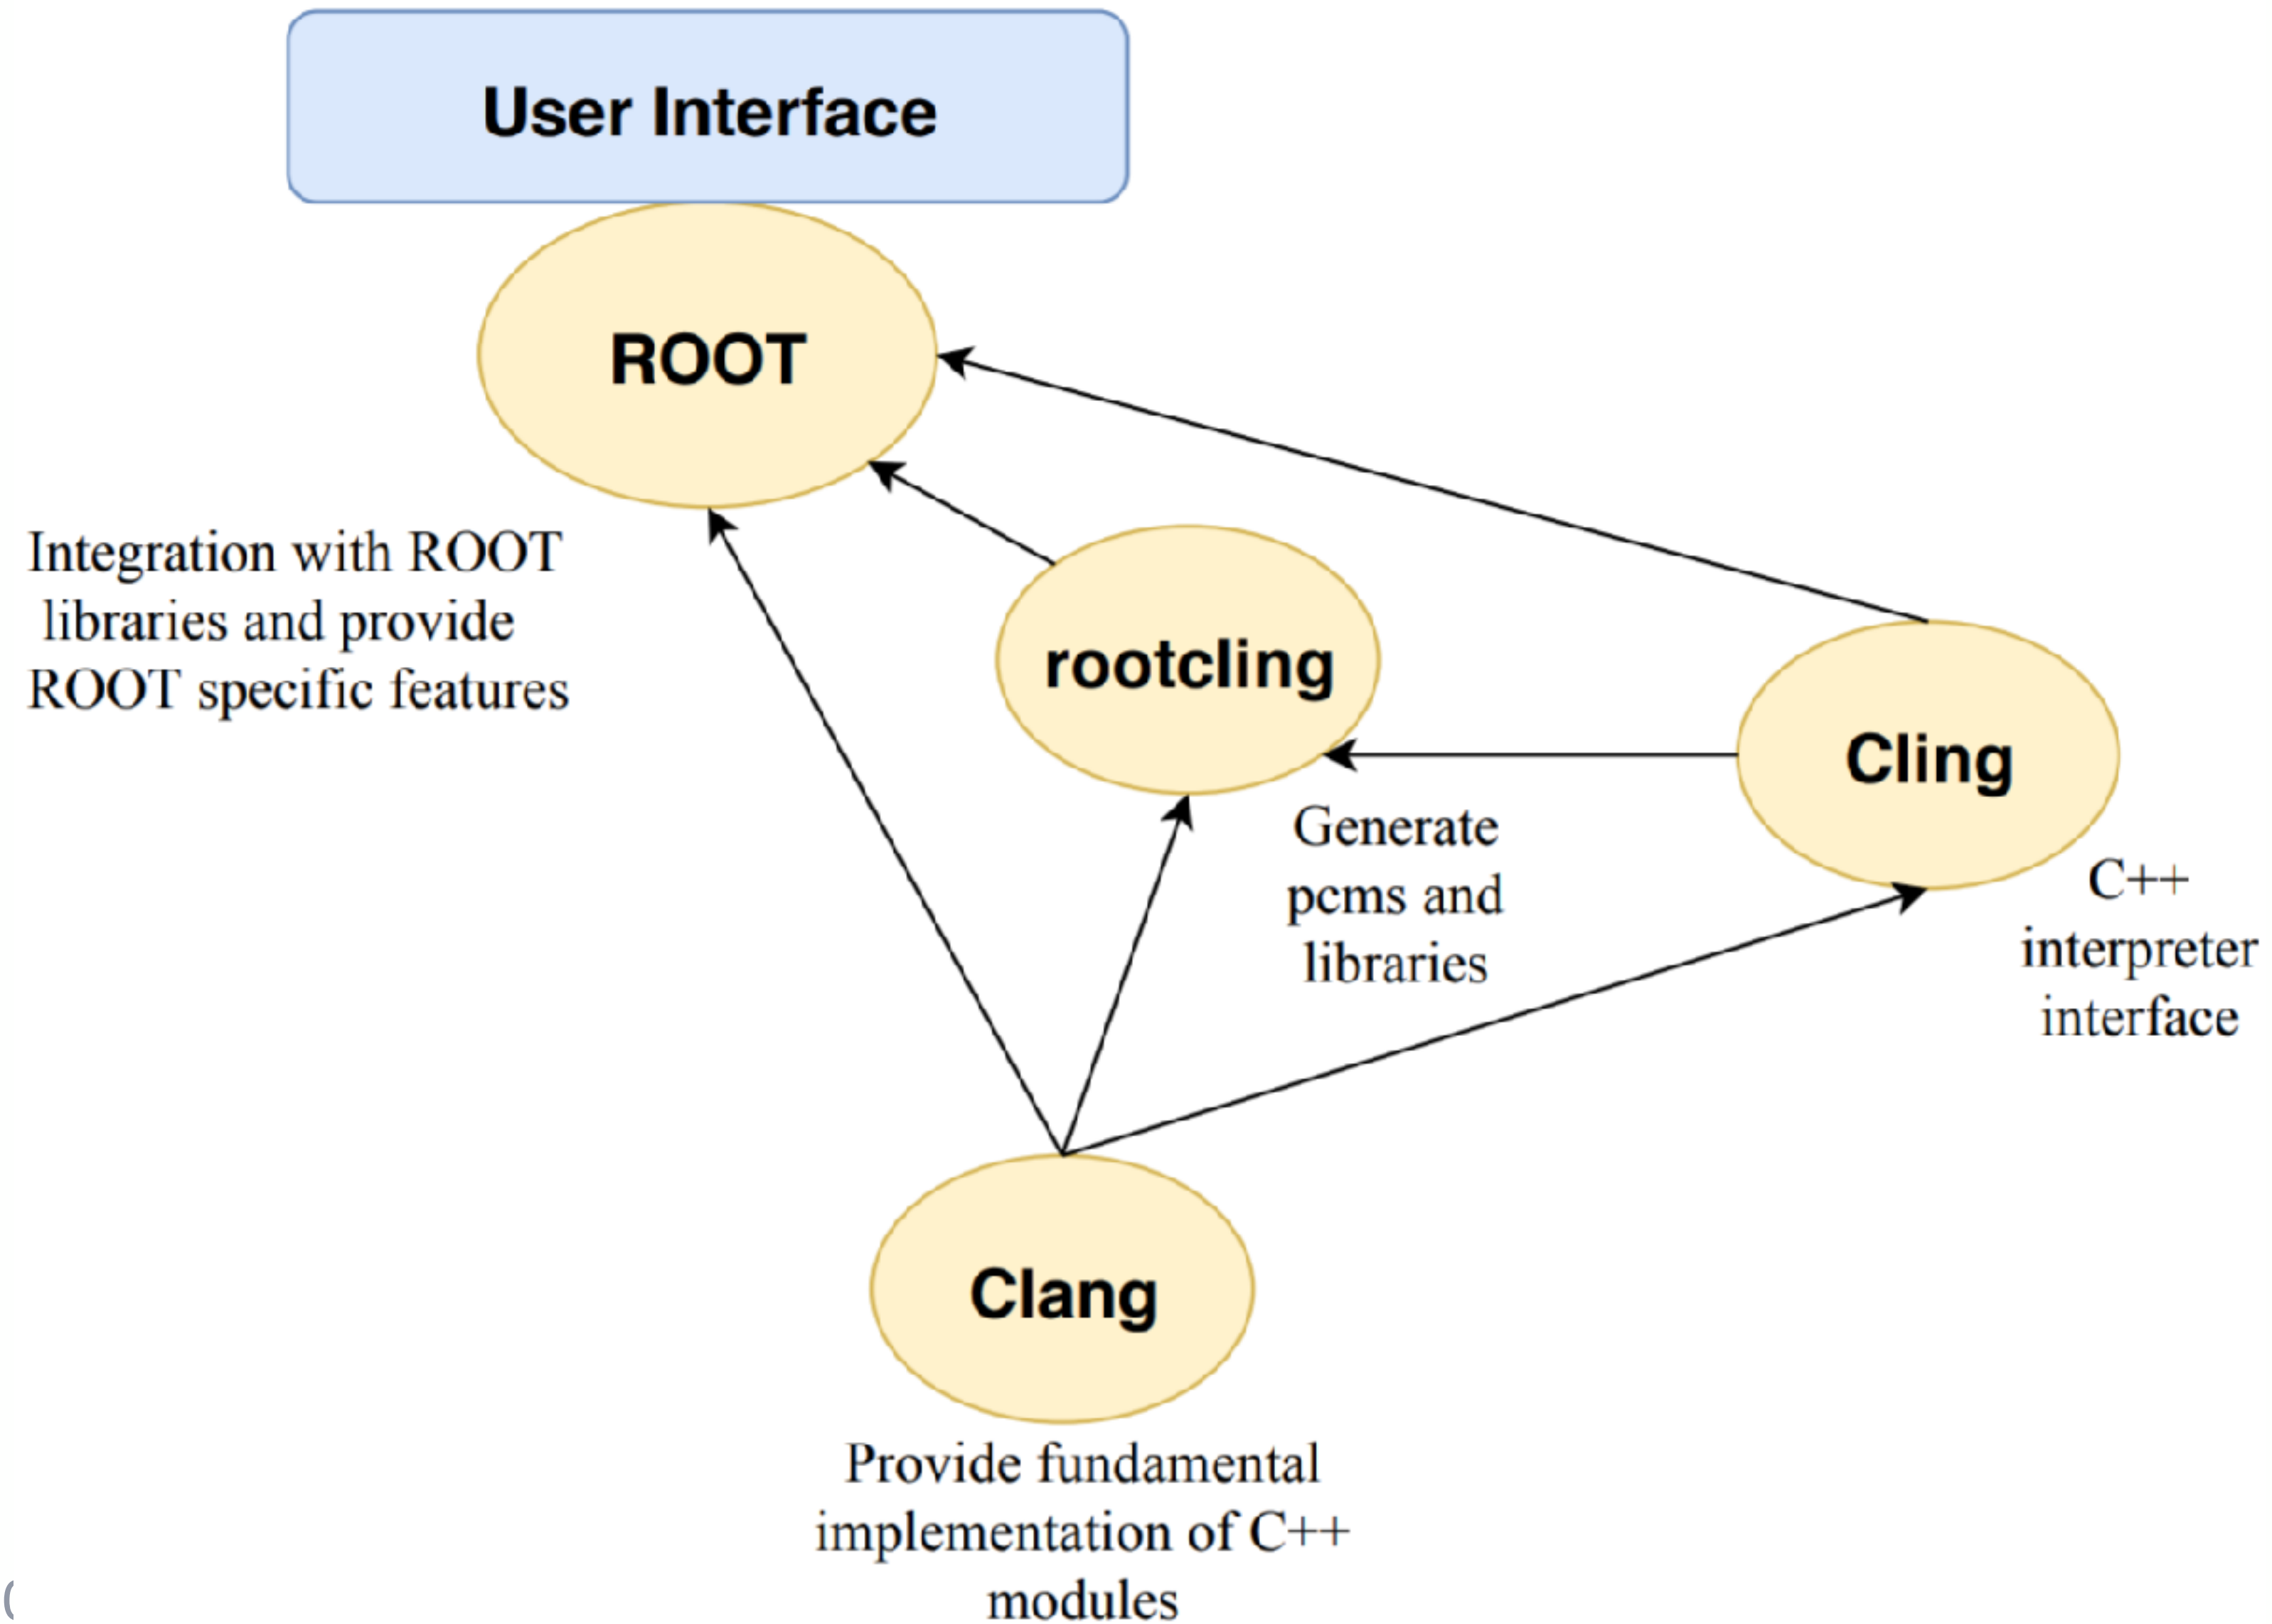 User Interface
ROOT
Integration with ROOT
libraries and provide
ROOT specific features
rootcling
Cling
Generate
pcms and
libraries
C++
interpreter
interface
Clang
Provide fundamental
implementation of C++
modules
(